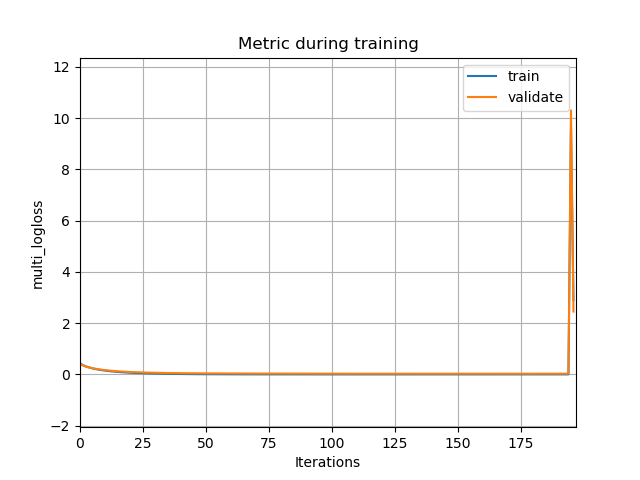 Metric during training
train
validate
multi_logloss
12
10
8
6
4
2
0
−2
0 25 50 75 100 125 150 175
Iterations